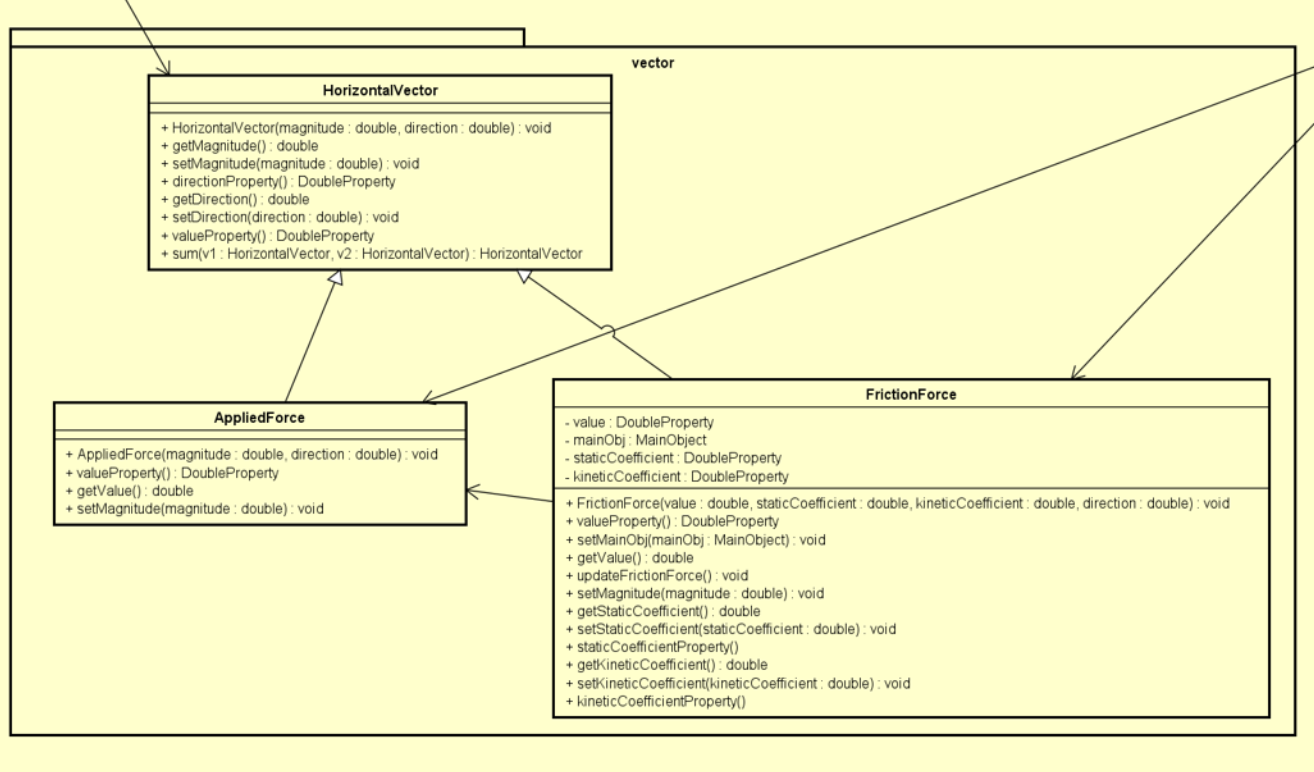 vector
HorizontalVector
+ HorizontalVector(magnitude : double, direction : double) : void
+ getMagnitude() : double
+ setMagnitude(magnitude : double) : void
+ directionProperty() : DoubleProperty
+ getDirection() : double
+ setDirection(direction : double) : void
+ valueProperty() : DoubleProperty
+ sum(v1 : HorizontalVector, v2 : HorizontalVector) : HorizontalVector
AppliedForce
+ AppliedForce(magnitude : double, direction : double) : void
+ valueProperty() : DoubleProperty
+ getValue() : double
+ setMagnitude(magnitude : double) : void
FrictionForce
- value : DoubleProperty
- mainObj : MainObject
- staticCoefficient : DoubleProperty
- kineticCoefficient : DoubleProperty
+ FrictionForce(value : double, staticCoefficient : double, kineticCoefficient : double, direction : double) : void
+ valueProperty() : DoubleProperty
+ setMainObj(mainObj : MainObject) : void
+ getValue() : double
+ updateFrictionForce() : void
+ setMagnitude(magnitude : double) : void
+ getStaticCoefficient() : double
+ setStaticCoefficient(staticCoefficient : double) : void
+ staticCoefficientProperty()
+ getKineticCoefficient() : double
+ setKineticCoefficient(kineticCoefficient : double) : void
+ kineticCoefficientProperty()